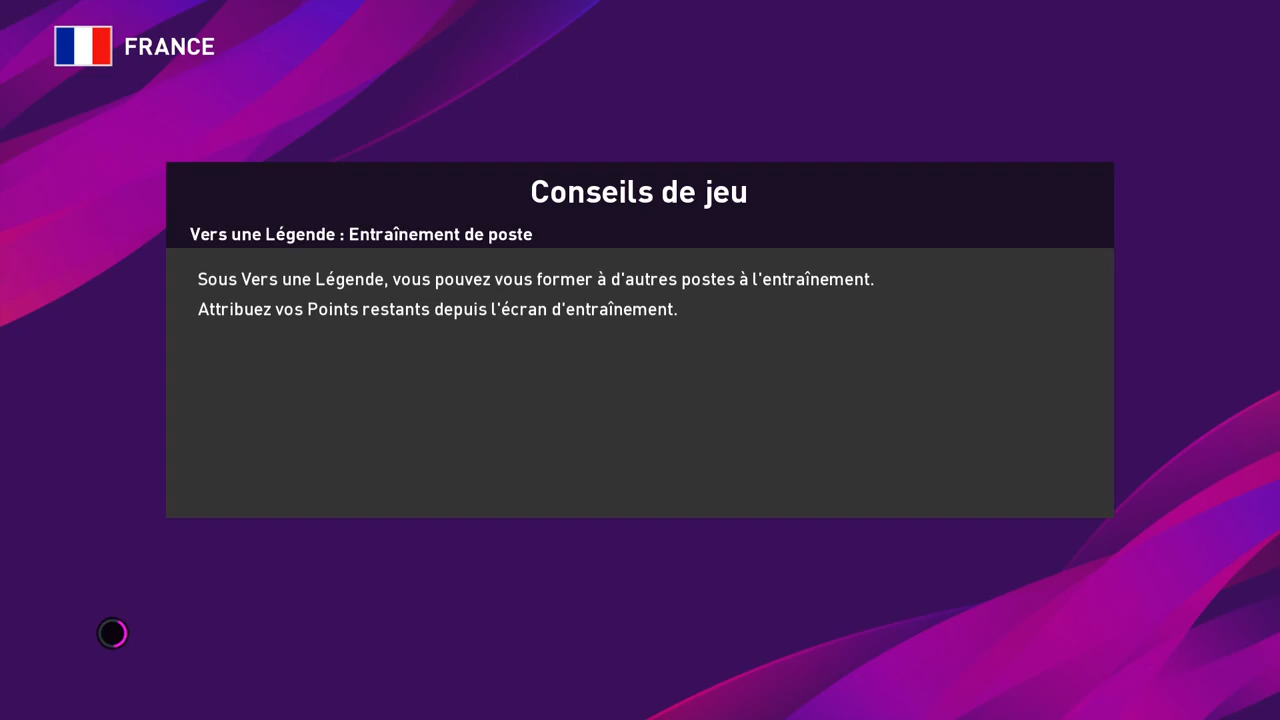 FRANCE
Conseils de jeu
Vers une Légende : Entraînement de poste
Sous Vers une Légende, vous pouvez vous former à d'autres postes à l'entraînement.
Attribuez vos Points restants depuis l'écran d'entraînement.